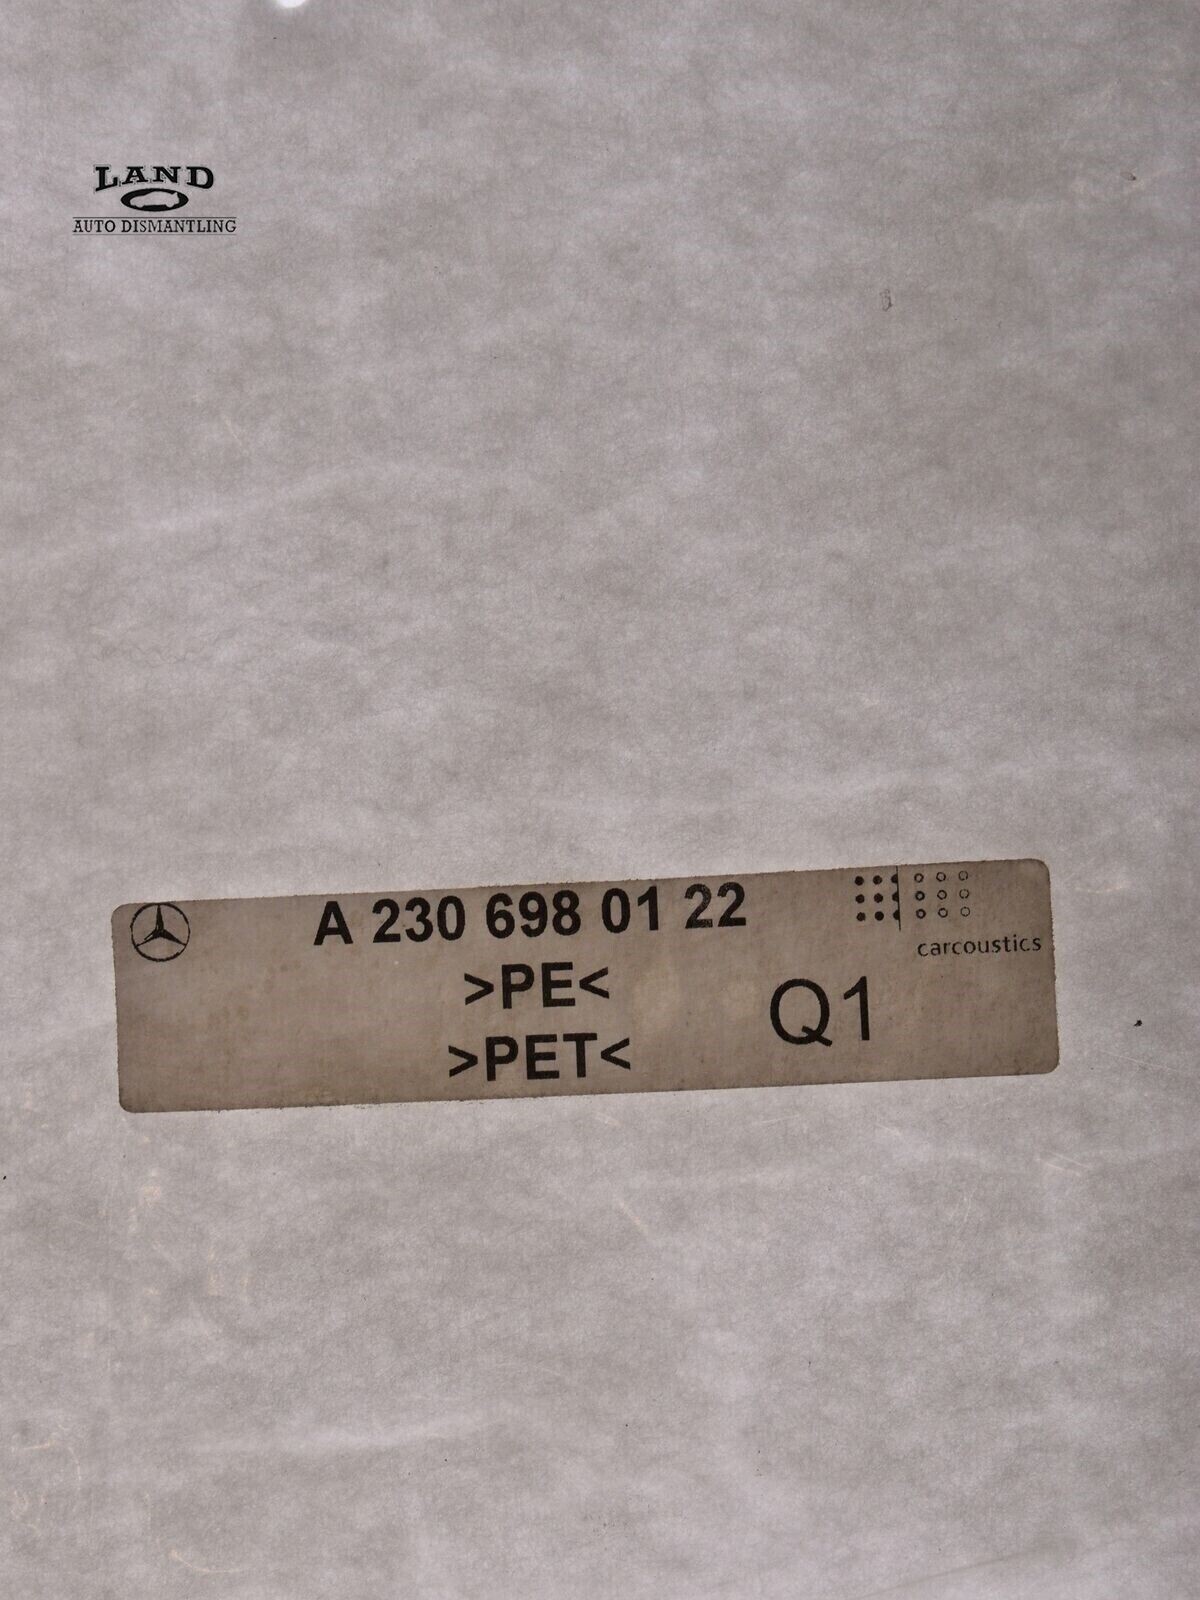 LAND
AUTO DISMANTLING
A 230 698 01 22
carcoustics
>PE<
Q1
>PET<